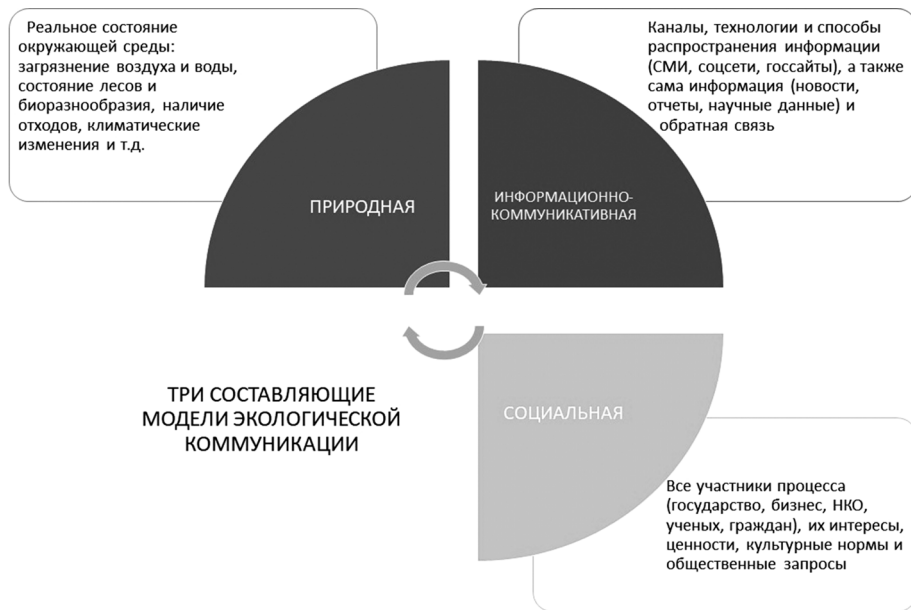 Реальное состояние
окружающей среды:
загрязнение воздуха и воды,
состояние лесов и
биоразнообразия, наличие
отходов, климатические
изменения и т.д.
Каналы, технологии и способы
распространения информации
(СМИ, соцсети, госсайты), а также
сама информация (новости,
отчеты, научные данные) и
обратная связь
ПРИРОДНАЯ
ИНФОРМАЦИОННО-
КОММУНИКАТИВНАЯ
ТРИ СОСТАВЛЯЮЩИЕ
МОДЕЛИ ЭКОЛОГИЧЕСКОЙ
КОММУНИКАЦИИ
СОЦИАЛЬНАЯ
Все участники процесса
(государство, бизнес, НКО,
ученых, граждан), их интересы,
ценности, культурные нормы и
общественные запросы